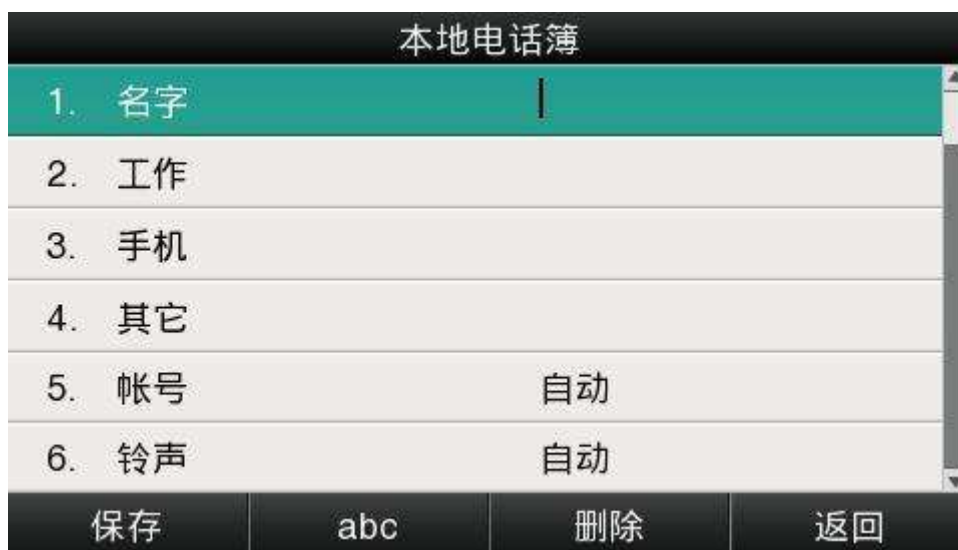 本地电话簿
1. 名字
2. 工作
3. 手机
4. 其它
5. 帐号 自动
6. 铃声 自动
保存 abc 删除 返回